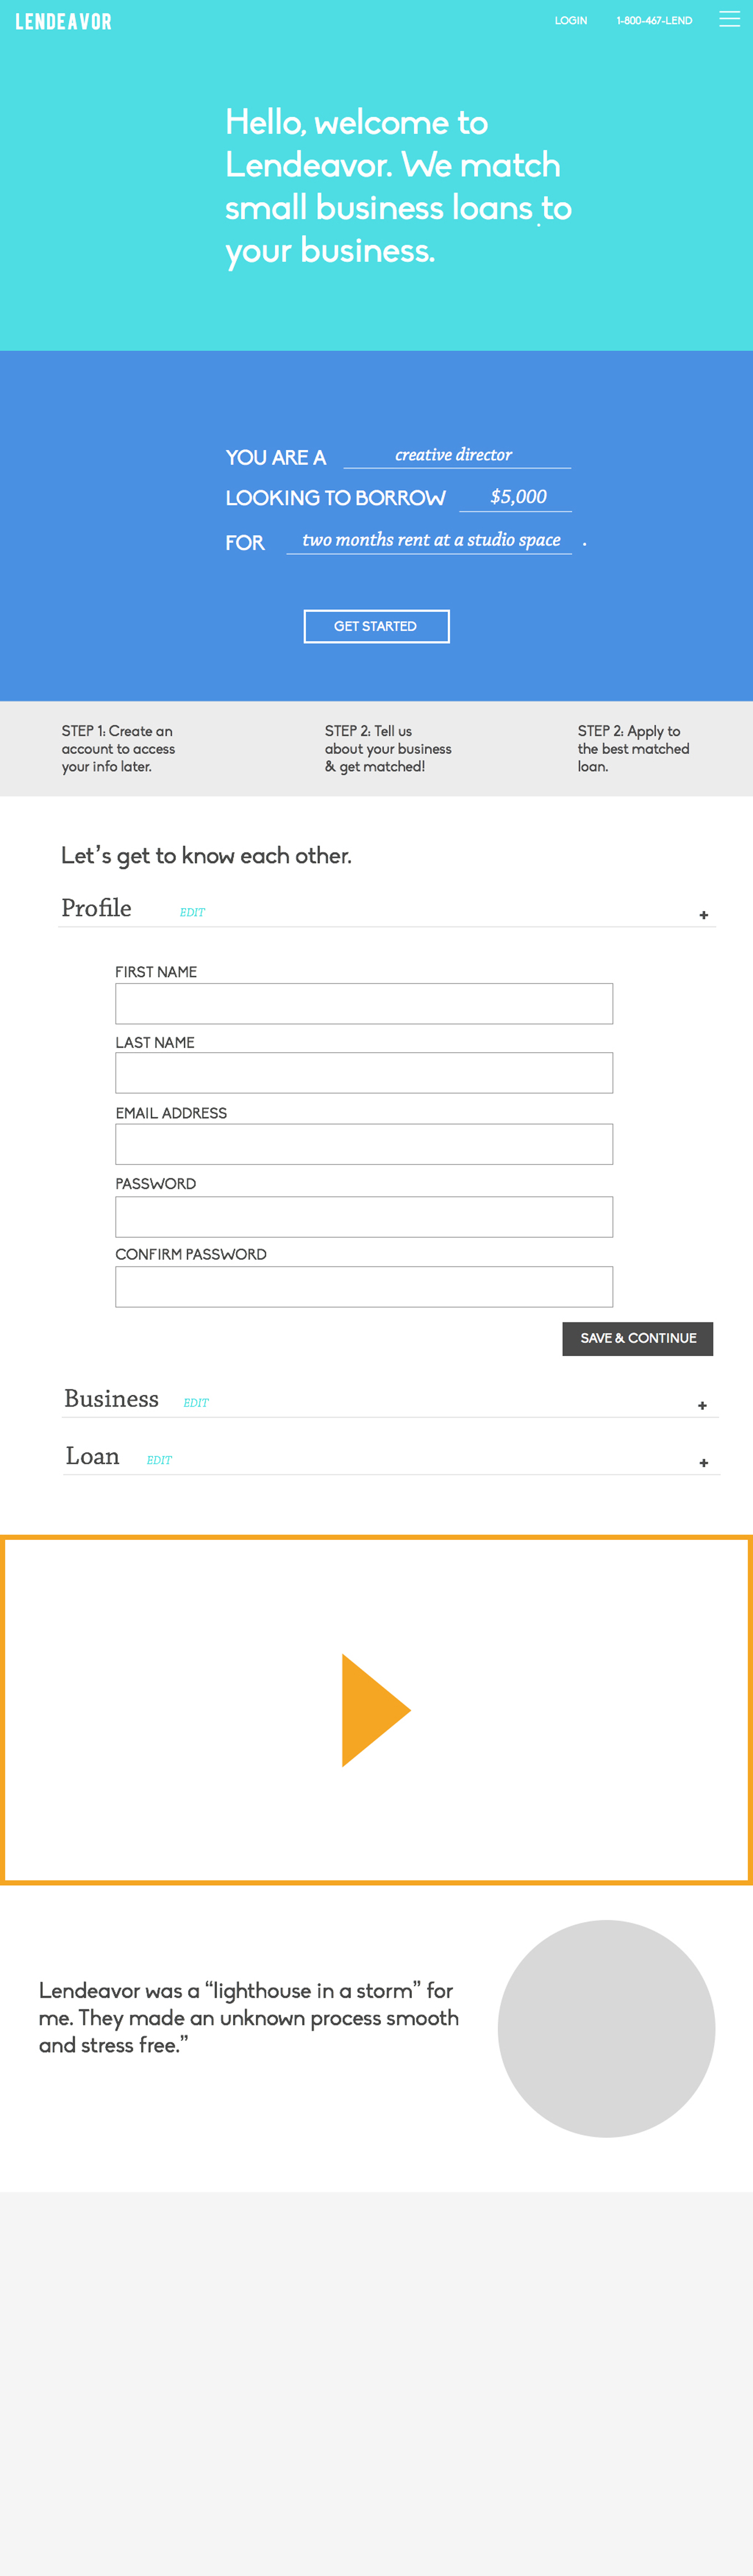 LENDEAVOR
LOGIN
1-800-467-LEND
Hello, welcome to
Lendeavor. We match
small business loans to
your business.
YOU ARE A creative director
LOOKING TO BORROW $5,000
FOR two months rent at a studio space .
GET STARTED
STEP 1: Create an
account to access
your info later.
STEP 2: Tell us
about your business
& get matched!
STEP 2: Apply to
the best matched
loan.
Let's get to know each other.
Profile EDIT +
FIRST NAME
LAST NAME
EMAIL ADDRESS
PASSWORD
CONFIRM PASSWORD
SAVE & CONTINUE
Business EDIT +
Loan EDIT +
Lendeavor was a “lighthouse in a storm” for
me. They made an unknown process smooth
and stress free.”